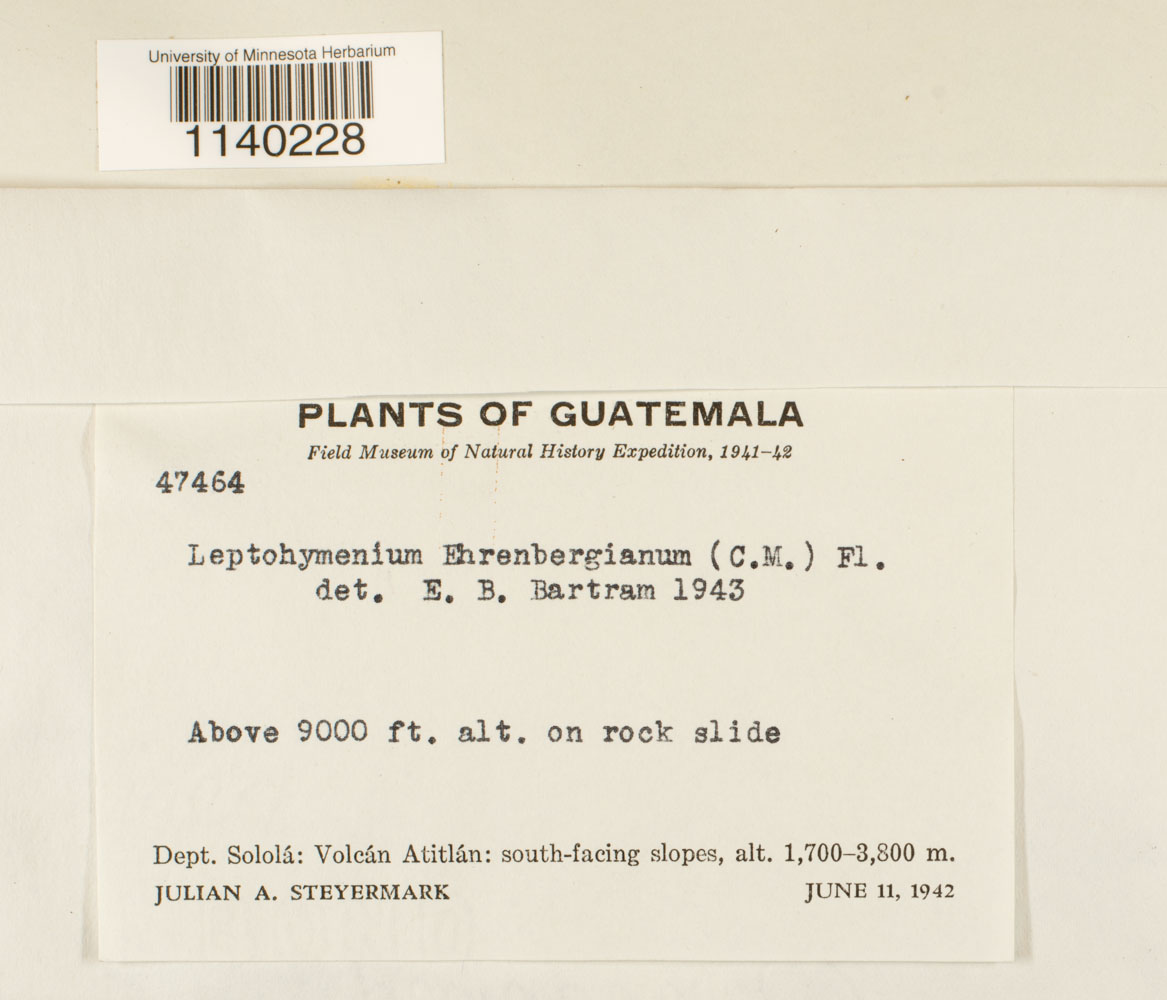 University of Minnesota Herbarium
1140228
PLANTS OF GUATEMALA
Field Museum of Natural History Expedition, 1941–42
47464
Leptohymenium Ehrenbergianum (C.M.) Fl.
det. E. B. Bartram 1943
Above 9000 ft. alt. on rock slide
Dept. Sololá: Volcán Atitlán: south-facing slopes, alt. 1,700–3,800 m.
JULIAN A. STEYERMARK JUNE 11, 1942